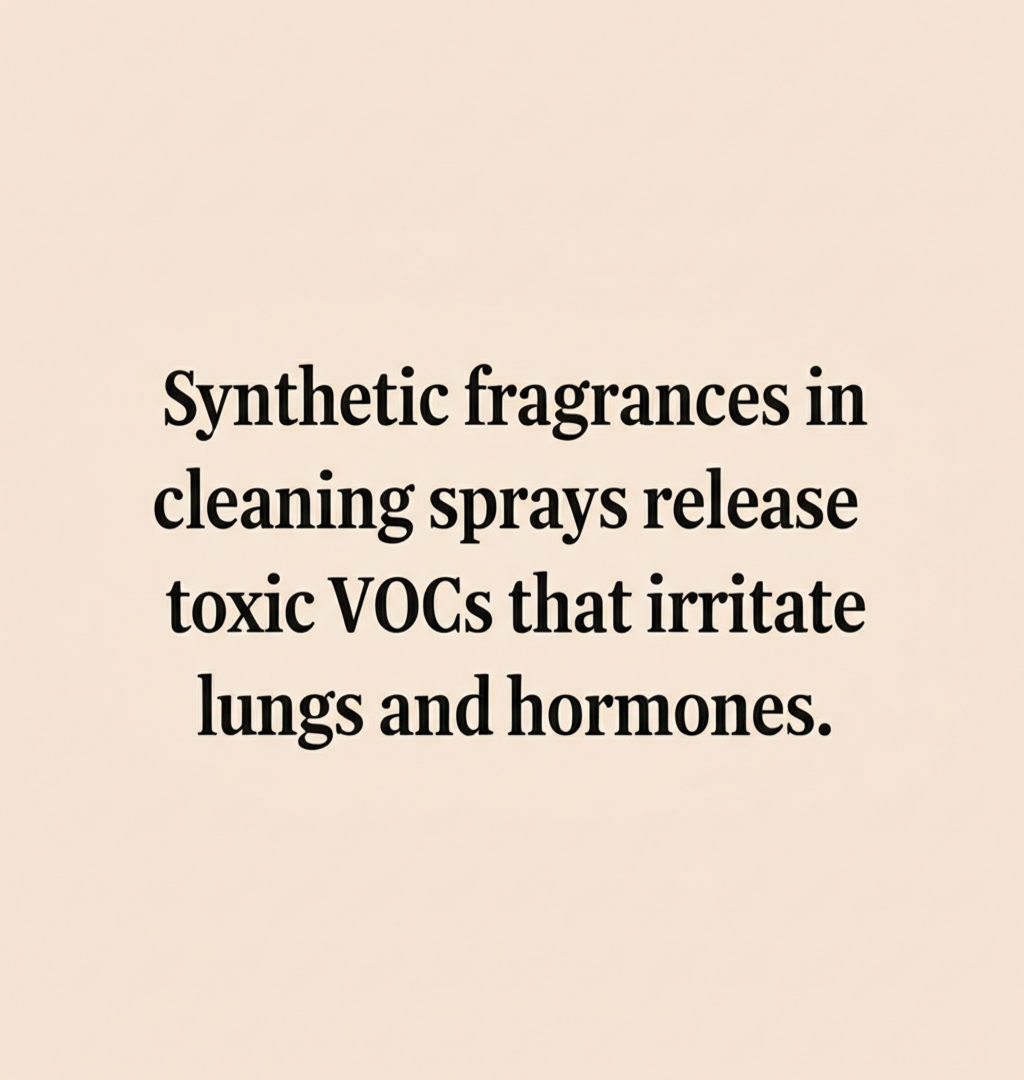 Synthetic fragrances in
cleaning sprays release
toxic VOCs that irritate
lungs and hormones.